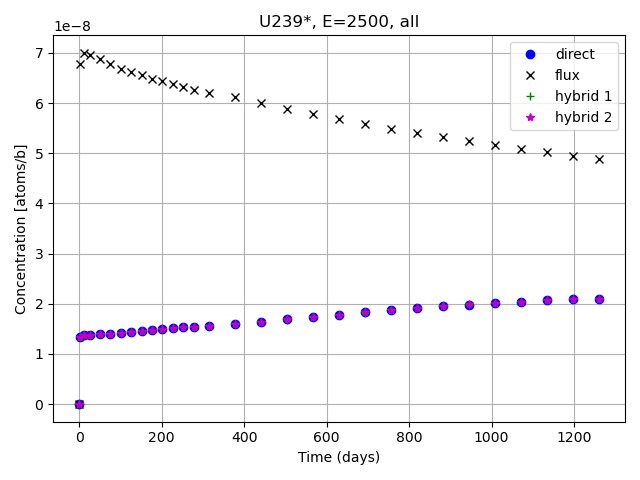 U239*, E=2500, all
1e−8
7
6
5
4
3
2
1
0
Concentration [atoms/b]
0 200 400 600 800 1000 1200
Time (days)
direct
flux
hybrid 1
hybrid 2